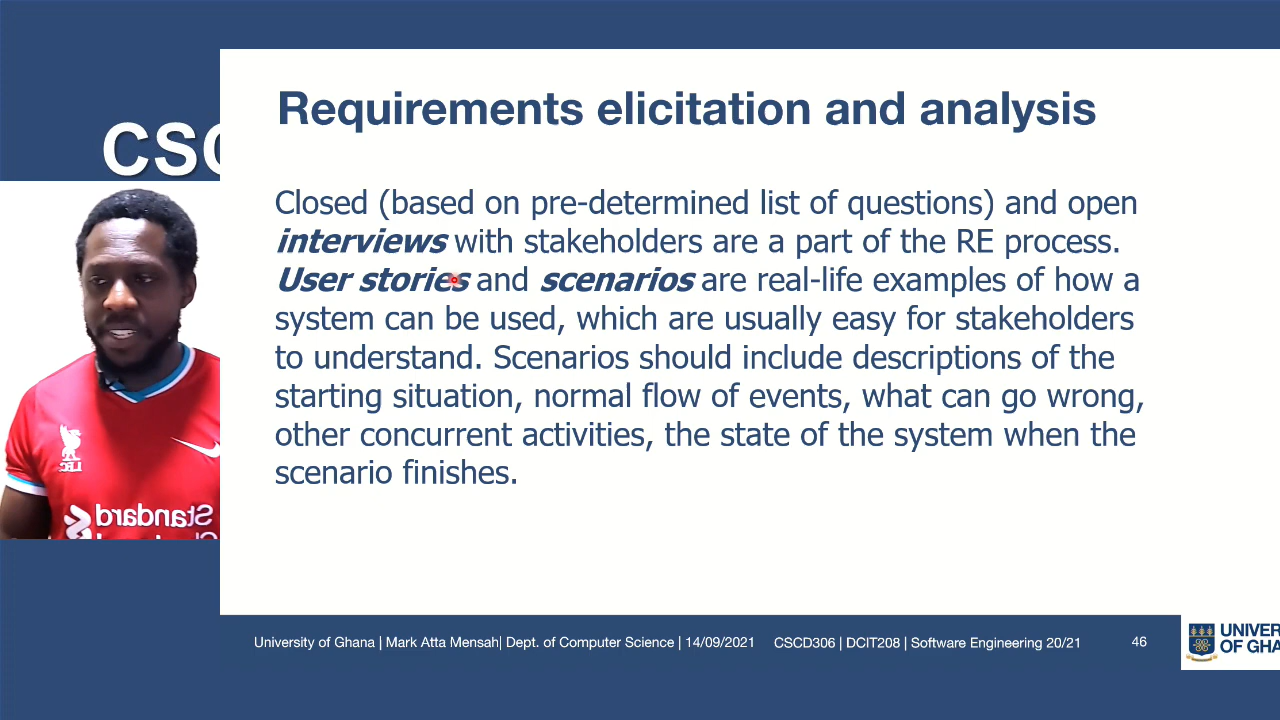 Requirements elicitation and analysis
CSC
Closed (based on pre-determined list of questions) and open
interviews with stakeholders are a part of the RE process.
User stories and scenarios are real-life examples of how a
system can be used, which are usually easy for stakeholders
to understand. Scenarios should include descriptions of the
starting situation, normal flow of events, what can go wrong,
other concurrent activities, the state of the system when the
scenario finishes.
LFC
Standard
University of Ghana | Mark Atta Mensah| Dept. of Computer Science | 14/09/2021 CSCD306 | DCIT208 | Software Engineering 20/21 46
UNIVER
OF GHA